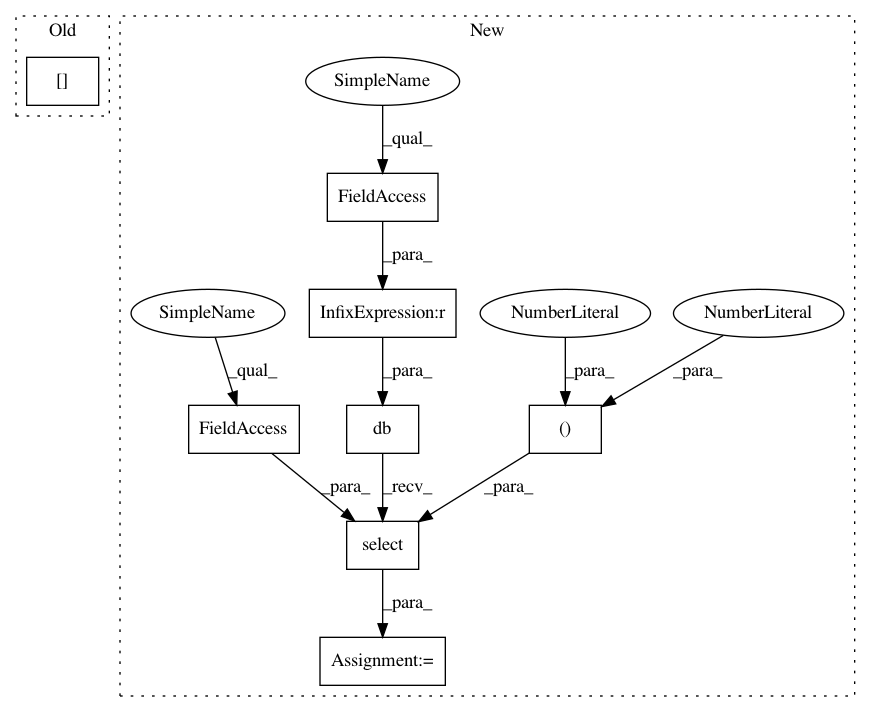 Old
New
[]
SimpleName
_qual_
FieldAccess
_para_
SimpleName
InfixExpression:r
NumberLiteral
NumberLiteral
_qual_
_para_
_para_
_para_
FieldAccess
db
()
_para_
_recv_
_para_
select
_para_
Assignment:=